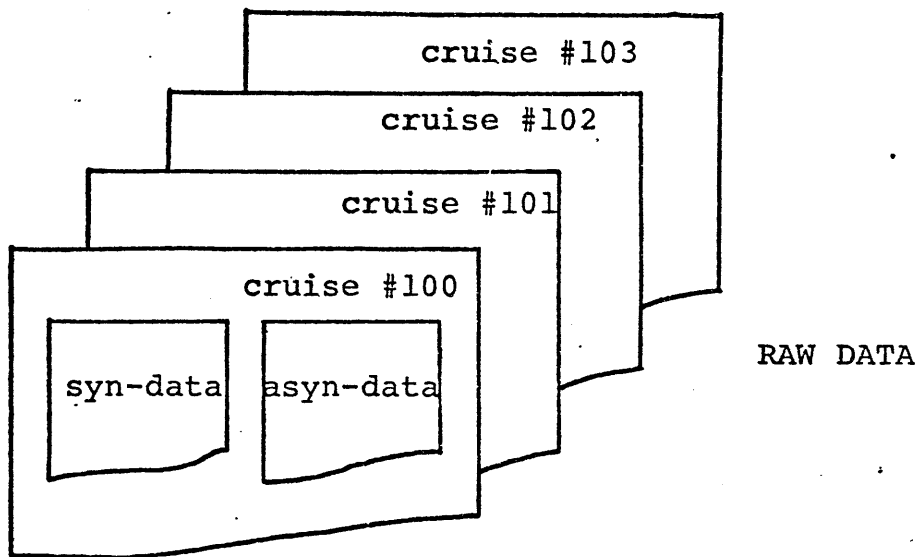 cruise #103
cruise #102
cruise #101
cruise #100
RAW DATA
syn-data
asyn-data